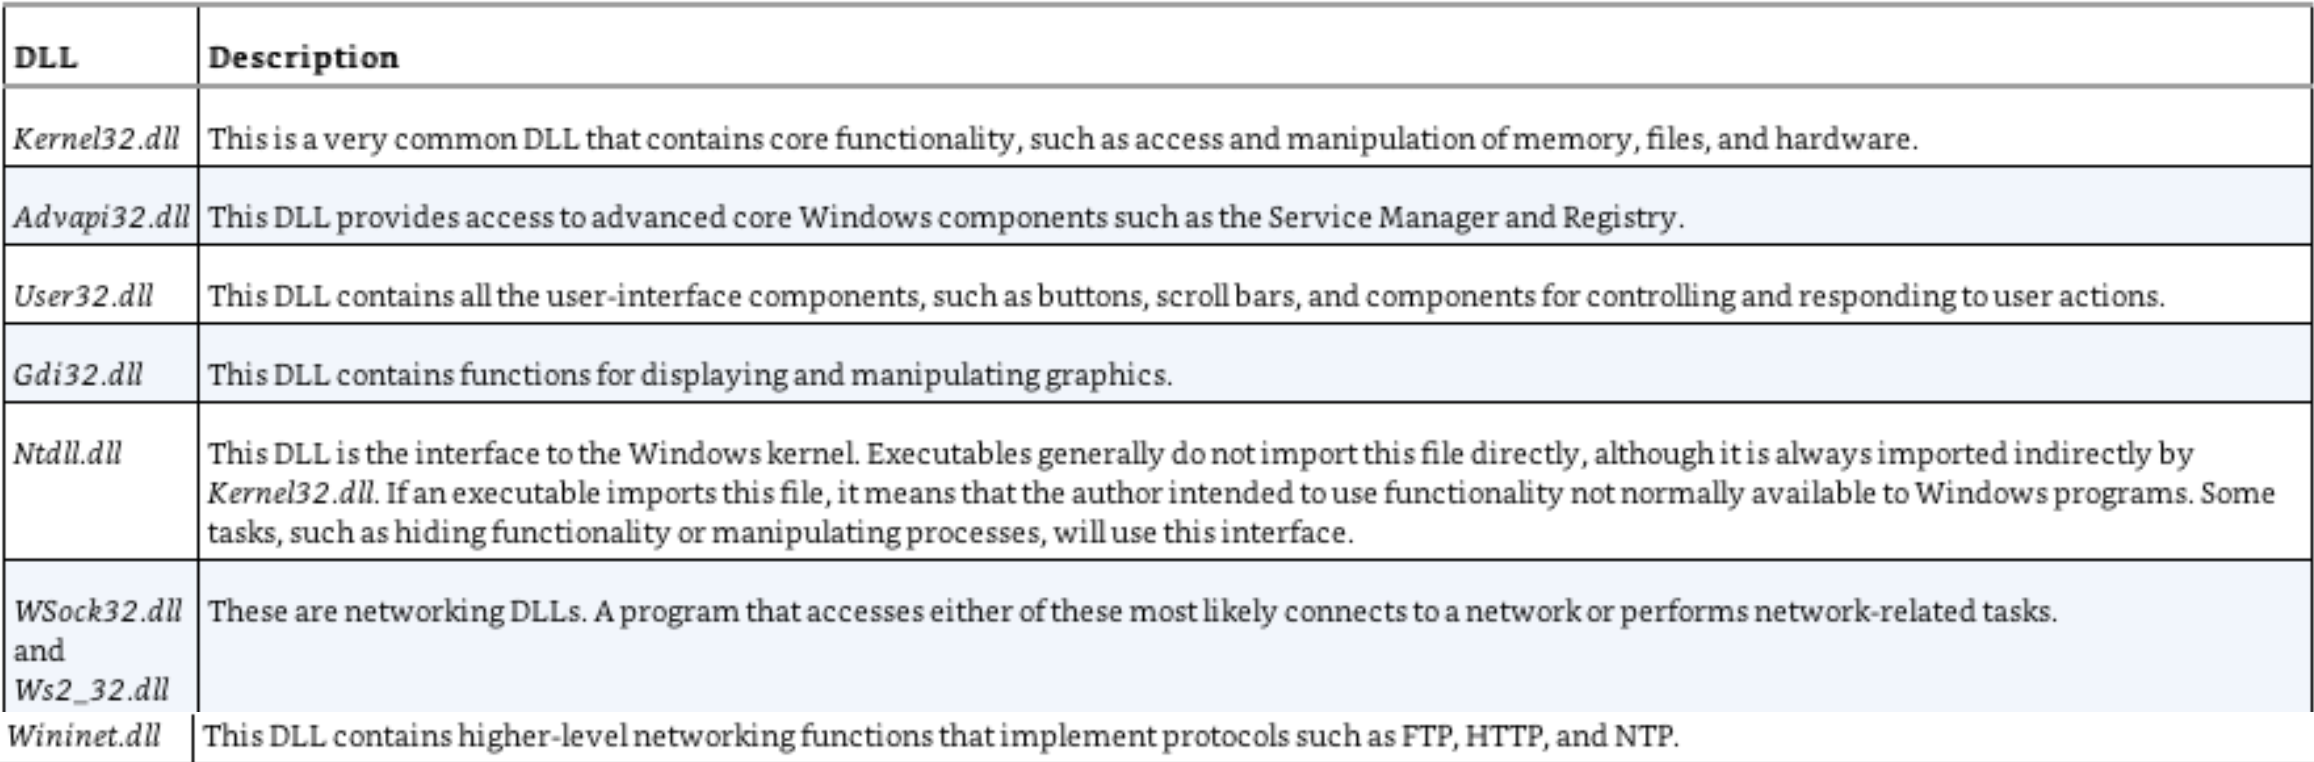 DLL Description
Kernel32.dll This is a very common DLL that contains core functionality, such as access and manipulation of memory, files, and hardware.
Advapi32.dll This DLL provides access to advanced core Windows components such as the Service Manager and Registry.
User32.dll This DLL contains all the user-interface components, such as buttons, scroll bars, and components for controlling and responding to user actions.
Gdi32.dll This DLL contains functions for displaying and manipulating graphics.
Ntdll.dll This DLL is the interface to the Windows kernel. Executables generally do not import this file directly, although it is always imported indirectly by
Kernel32.dll. If an executable imports this file, it means that the author intended to use functionality not normally available to Windows programs. Some
tasks, such as hiding functionality or manipulating processes, will use this interface.
WSock32.dll These are networking DLLs. A program that accesses either of these most likely connects to a network or performs network-related tasks.
and
Ws2_32.dll
Wininet.dll This DLL contains higher-level networking functions that implement protocols such as FTP, HTTP, and NTP.